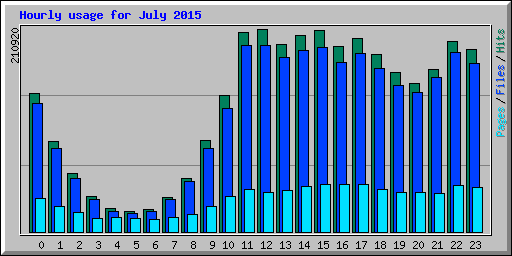 Hourly usage for July 2015
210920
Pages / Files / Hits
0 1 2 3 4 5 6 7 8 9 10 11 12 13 14 15 16 17 18 19 20 21 22 23